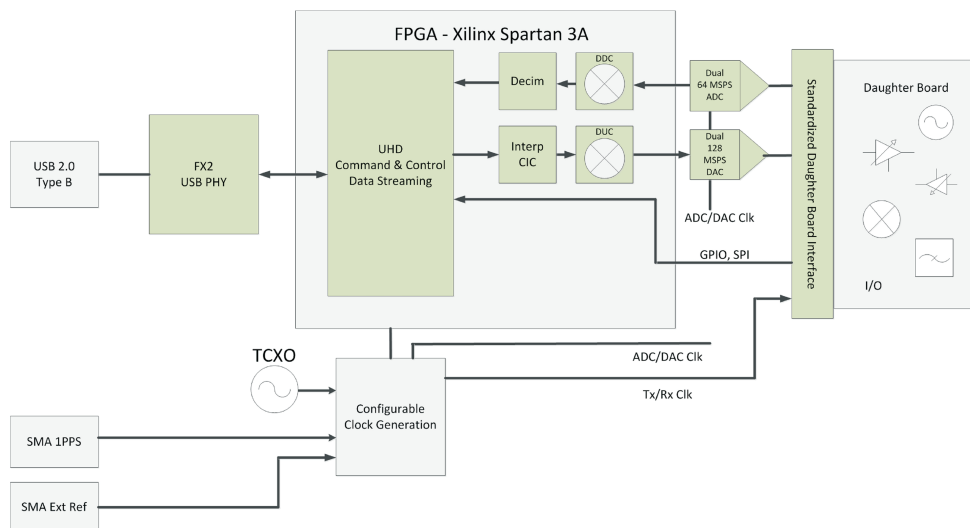 FPGA - Xilinx Spartan 3A
DDC
Decim
Dual
64 MSPS
ADC
Daughter Board
USB 2.0
Type B
FX2
USB PHY
UHD
Command & Control
Data Streaming
Interp
CIC
DUC
Dual
128
MSPS
DAC
Standardized Daughter Board Interface
ADC/DAC Clk
GPIO, SPI
I/O
TCXO
ADC/DAC Clk
Tx/Rx Clk
Configurable
Clock Generation
SMA 1PPS
SMA Ext Ref